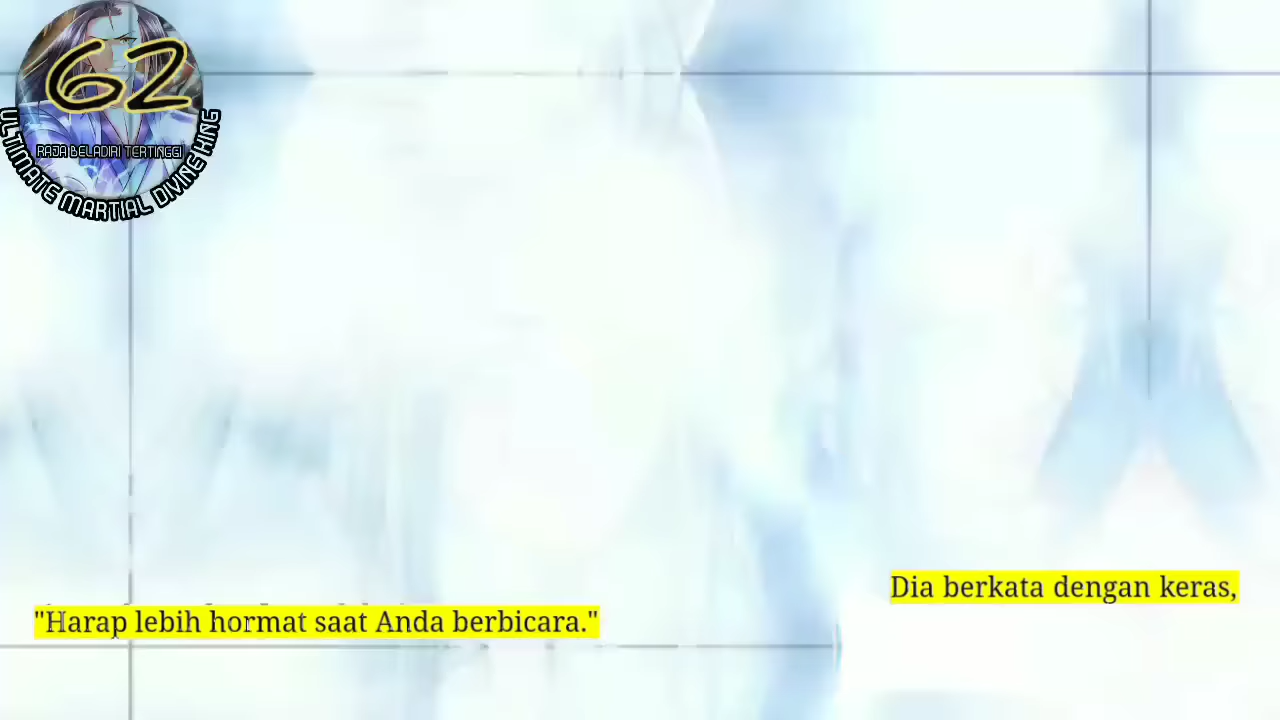 62
RAJA BELADIRI TERTINGGI
ULTIMATE MARTIAL DIVINE KING
Dia berkata dengan keras,
"Harap lebih hormat saat Anda berbicara."